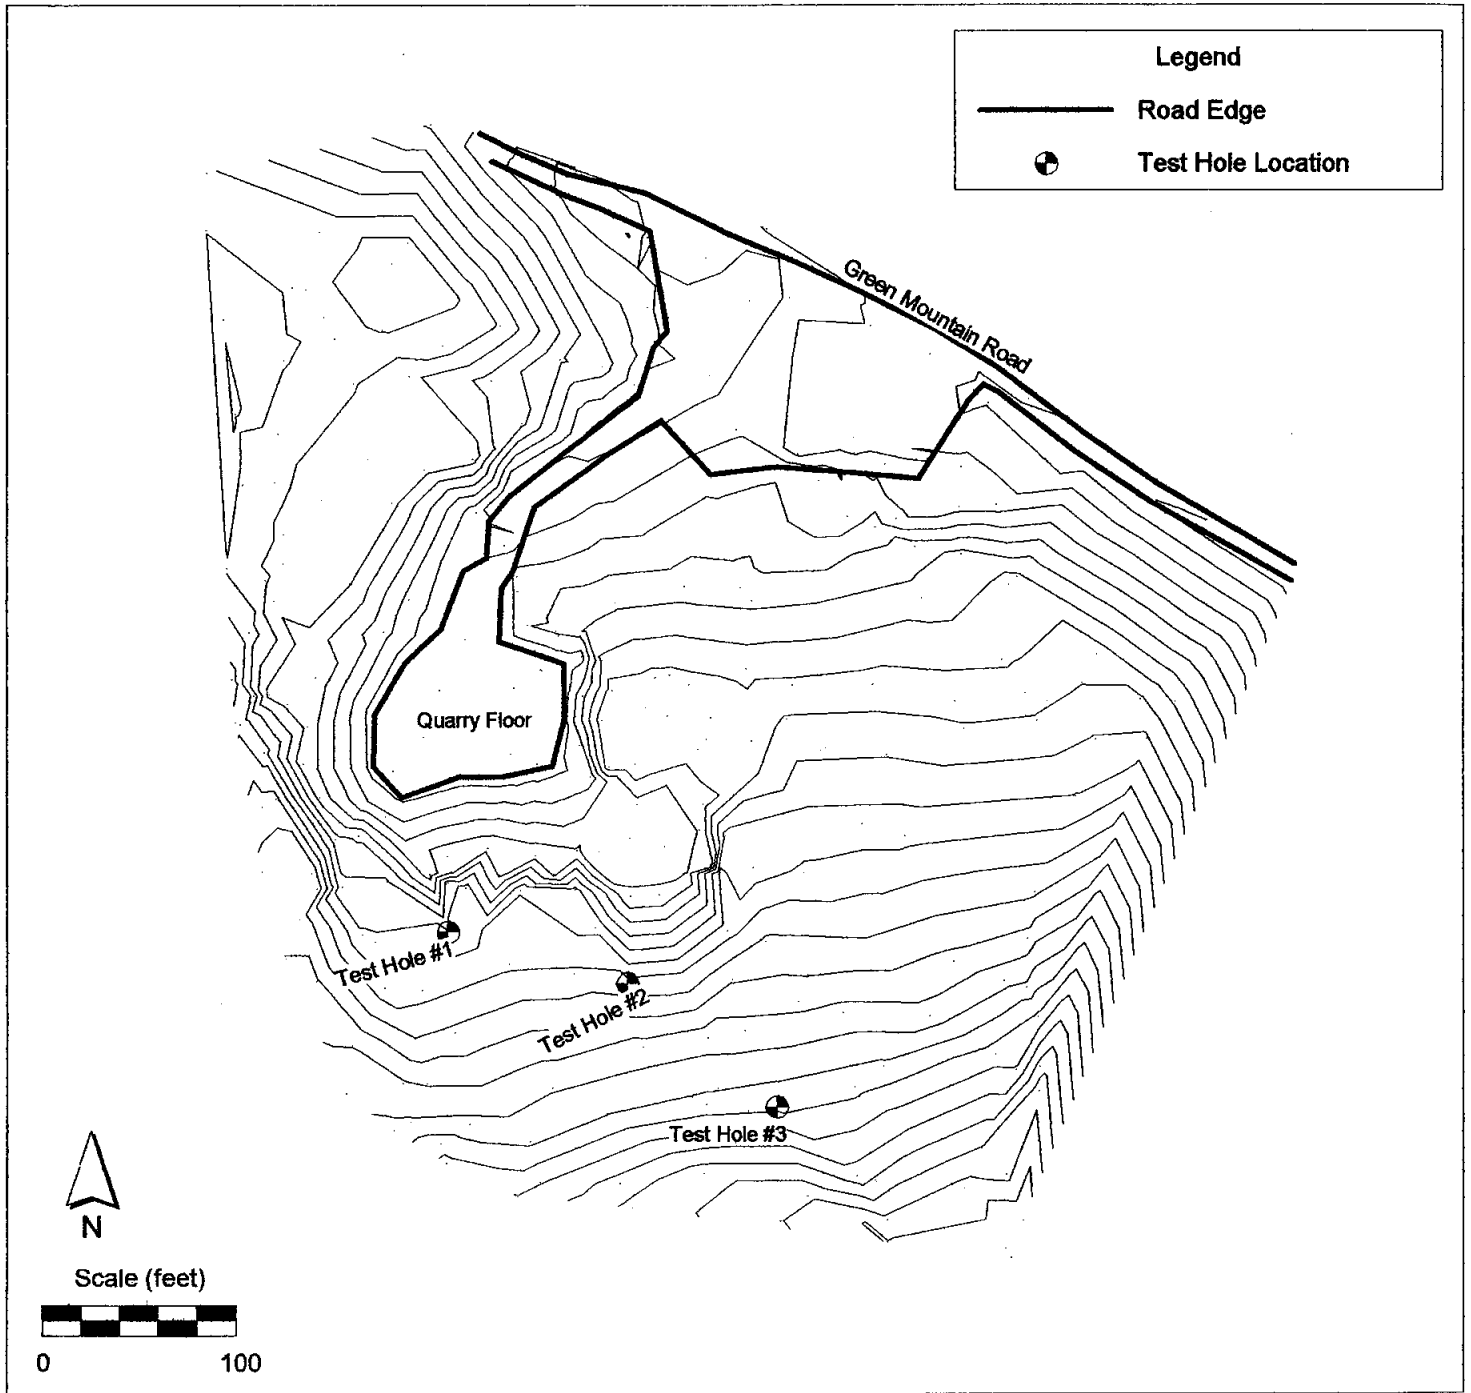 Legend
Road Edge
Test Hole Location
Green Mountain Road
Quarry Floor
Test Hole #1
Test Hole #2
Test Hole #3
N
Scale (feet)
0 100